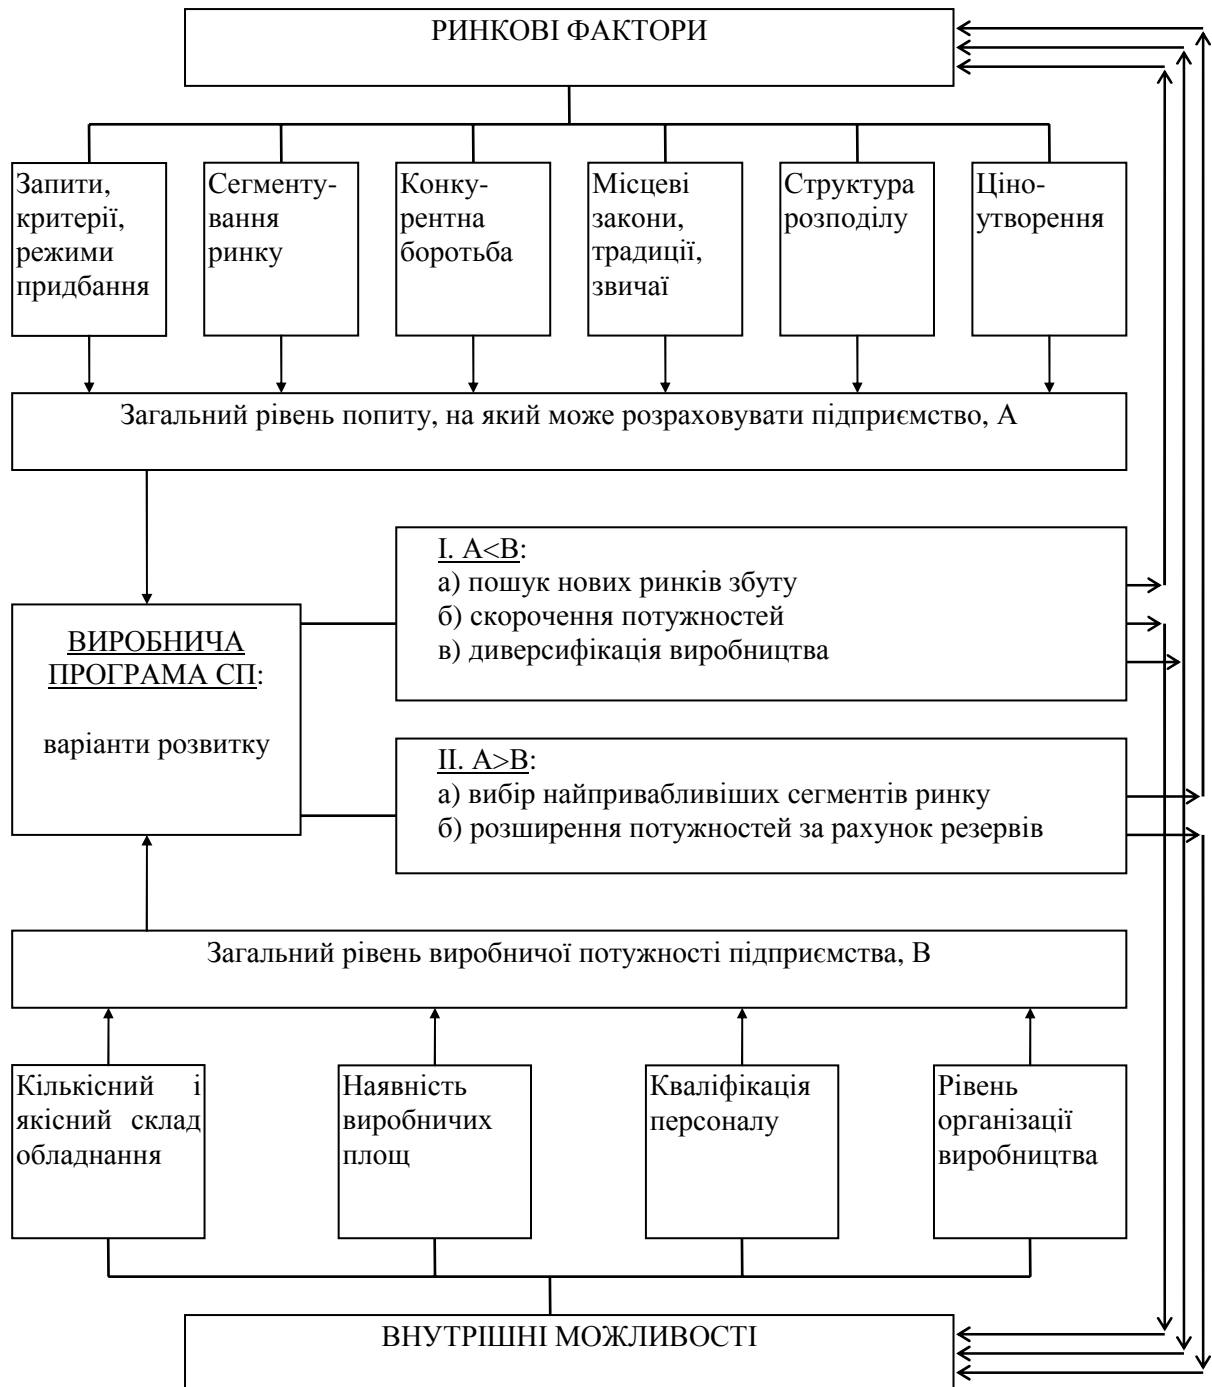 РИНКОВІ ФАКТОРИ
Запити,
критерії,
режими
придбання
Сегменту-
вання
ринку
Конку-
рентна
боротьба
Місцеві
закони,
традиції,
звичаї
Структура
розподілу
Ціно-
утворення
Загальний рівень попиту, на який може розраховувати підприємство, А
I. A<B:
а) пошук нових ринків збуту
б) скорочення потужностей
в) диверсифікація виробництва
ВИРОБНИЧА
ПРОГРАМА СП:
варіанти розвитку
II. A>B:
а) вибір найпривабливіших сегментів ринку
б) розширення потужностей за рахунок резервів
Загальний рівень виробничої потужності підприємства, В
Кількісний і
якісний склад
обладнання
Наявність
виробничих
площ
Кваліфікація
персоналу
Рівень
організації
виробництва
ВНУТРІШНІ МОЖЛИВОСТІ